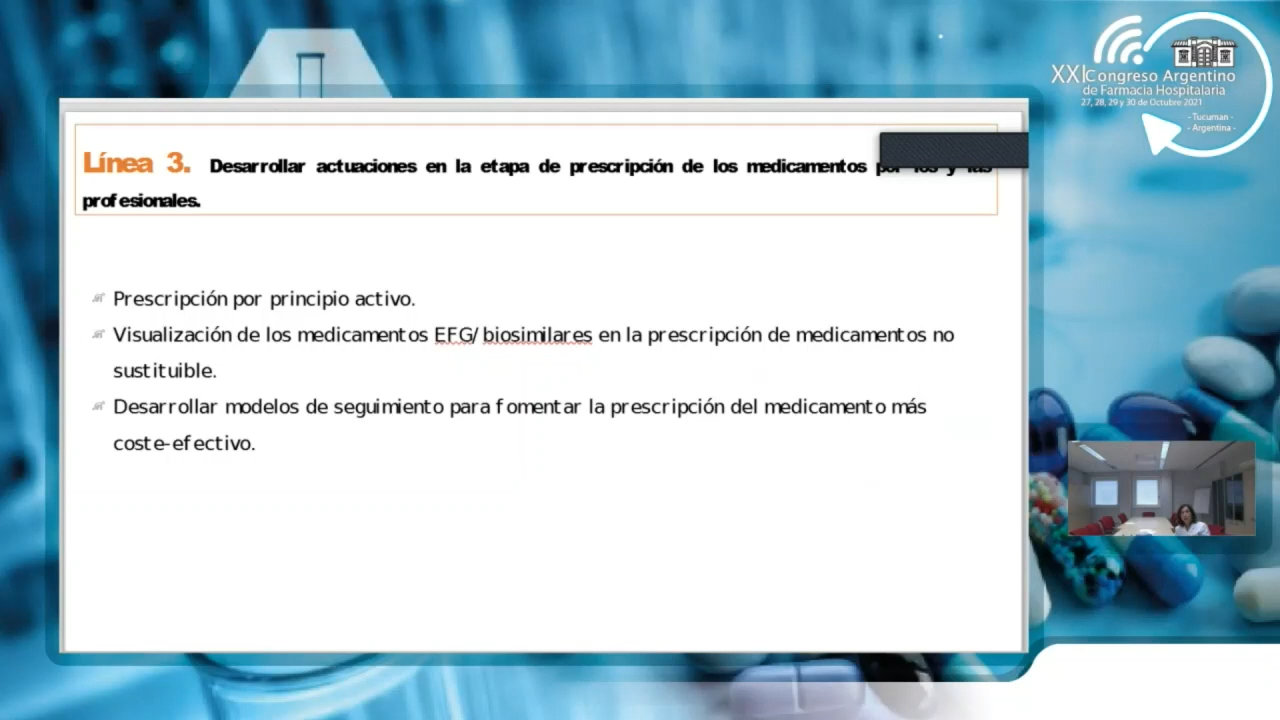 XXI Congreso Argentino
de Farmacia Hospitalaria
27, 28, 29 y 30 de Octubre 2021
- Tucuman -
- Argentina -
Línea 3. Desarrollar actuaciones en la etapa de prescripción de los medicamentos por los y las
profesionales.
Prescripción por principio activo.
Visualización de los medicamentos EFG/biosimilares en la prescripción de medicamentos no
sustituible.
Desarrollar modelos de seguimiento para fomentar la prescripción del medicamento más
coste-efectivo.